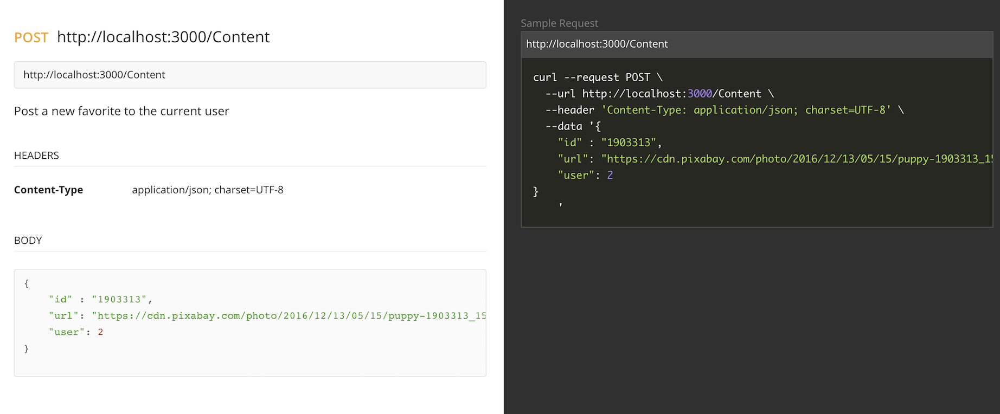 POST http://localhost:3000/Content
http://localhost:3000/Content
Post a new favorite to the current user
HEADERS
Content-Type application/json; charset=UTF-8
BODY
{
"id" : "1903313",
"url": "https://cdn.pixabay.com/photo/2016/12/13/05/15/puppy-1903313_15
"user": 2
}
Sample Request
http://localhost:3000/Content
curl --request POST \
--url http://localhost:3000/Content \
--header 'Content-Type: application/json; charset=UTF-8' \
--data '{
"id" : "1903313",
"url": "https://cdn.pixabay.com/photo/2016/12/13/05/15/puppy-1903313_15
"user": 2
}
'